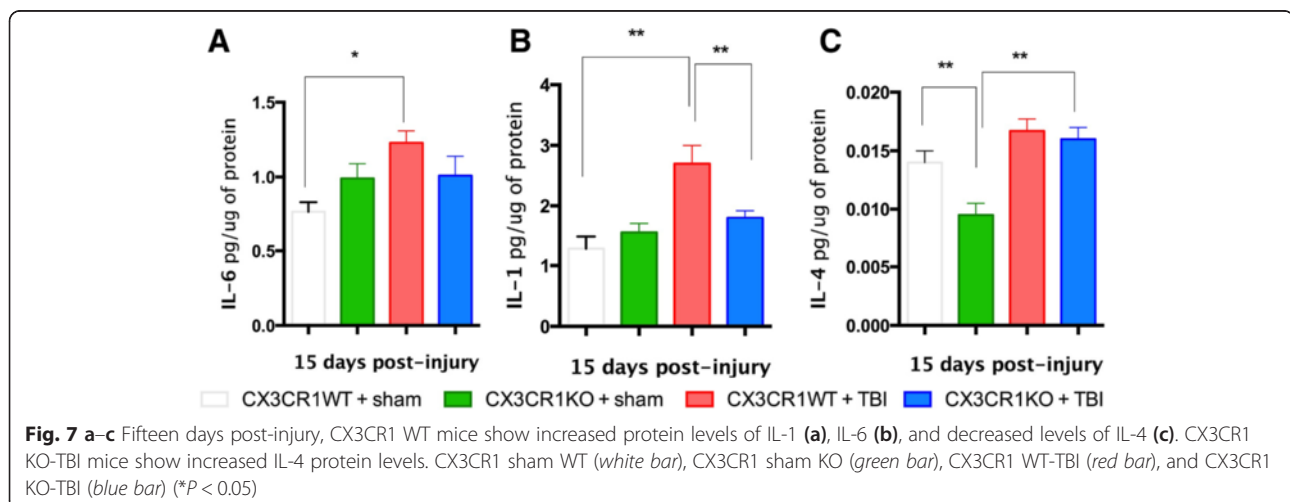 A
B
C
*
**
**
**
**
IL-6 pg/ug of protein
1.5
1.0
0.5
0.0
15 days post-injury
IL-1 pg/ug of protein
4
3
2
1
0
15 days post-injury
IL-4 pg/ug of protein
0.020
0.015
0.010
0.005
0.000
15 days post-injury
CX3CR1WT + sham CX3CR1KO + sham CX3CR1WT + TBI CX3CR1KO + TBI
Fig. 7 a–c Fifteen days post-injury, CX3CR1 WT mice show increased protein levels of IL-1 (a), IL-6 (b), and decreased levels of IL-4 (c). CX3CR1
KO-TBI mice show increased IL-4 protein levels. CX3CR1 sham WT (white bar), CX3CR1 sham KO (green bar), CX3CR1 WT-TBI (red bar), and CX3CR1
KO-TBI (blue bar) (*P < 0.05)